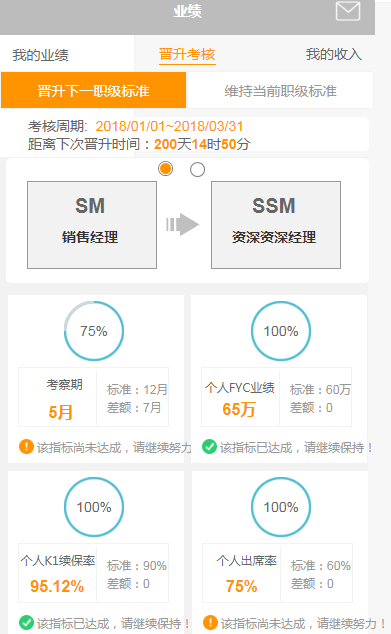 业绩
我的业绩 晋升考核 我的收入
晋升下一职级标准 维持当前职级标准
考核周期: 2018/01/01~2018/03/31
距离下次晋升时间：200天14时50分
SM SSM
销售经理 资深资深经理
75% 100%
考察期 标准：12月 个人FYC业绩 标准：60万
5月 差额：7月 65万 差额：0
该指标尚未达成，请继续努力 该指标已达成，请继续保持！
100% 100%
个人K1续保率 标准：90% 个人出席率 标准：60%
95.12% 差额：0 75% 差额：0
该指标已达成，请继续保持！ 该指标尚未达成，请继续努力！